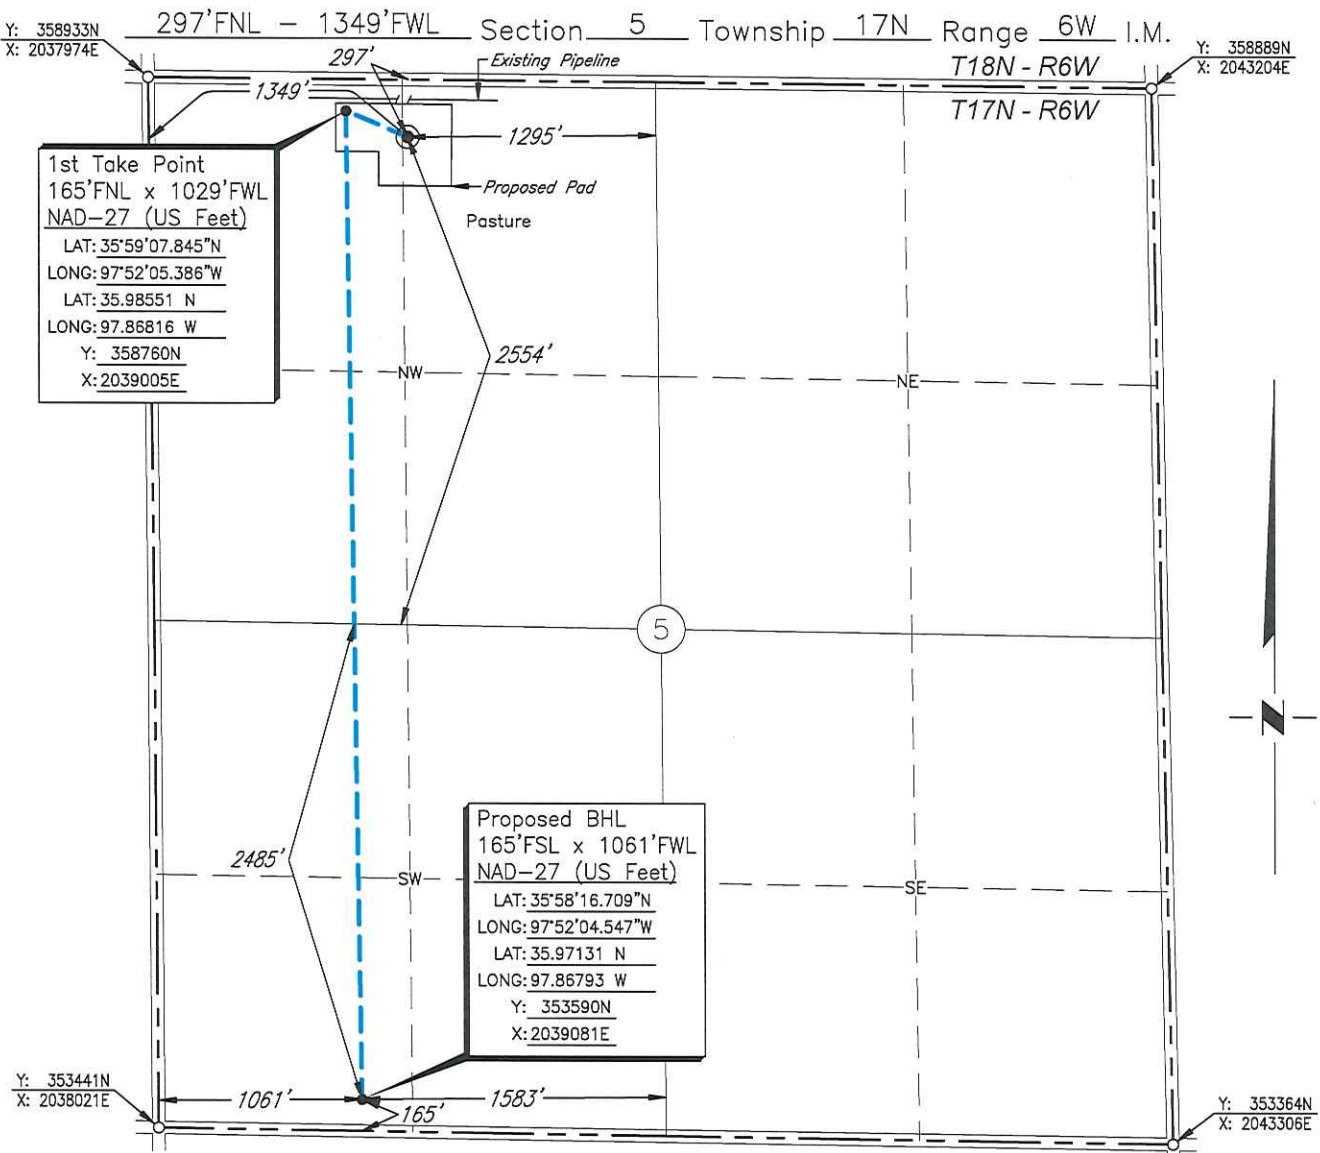 297'FNL - 1349'FWL Section 5 Township 17N Range 6W I.M.
Y: 358933N
X: 2037974E
Y: 358889N
X: 2043204E
297'
Existing Pipeline
T18N - R6W
1349'
T17N - R6W
1295'
Proposed Pad
Pasture
1st Take Point
165'FNL x 1029'FWL
NAD-27 (US Feet)
LAT: 35°59'07.845"N
LONG: 97°52'05.386"W
LAT: 35.98551 N
LONG: 97.86816 W
Y: 358760N
X: 2039005E
2554'
NW
NE
5
N
2485'
SW
SE
Proposed BHL
165'FSL x 1061'FWL
NAD-27 (US Feet)
LAT: 35°58'16.709"N
LONG: 97°52'04.547"W
LAT: 35.97131 N
LONG: 97.86793 W
Y: 353590N
X: 2039081E
Y: 353441N
X: 2038021E
1061'
165'
1583'
Y: 353364N
X: 2043306E